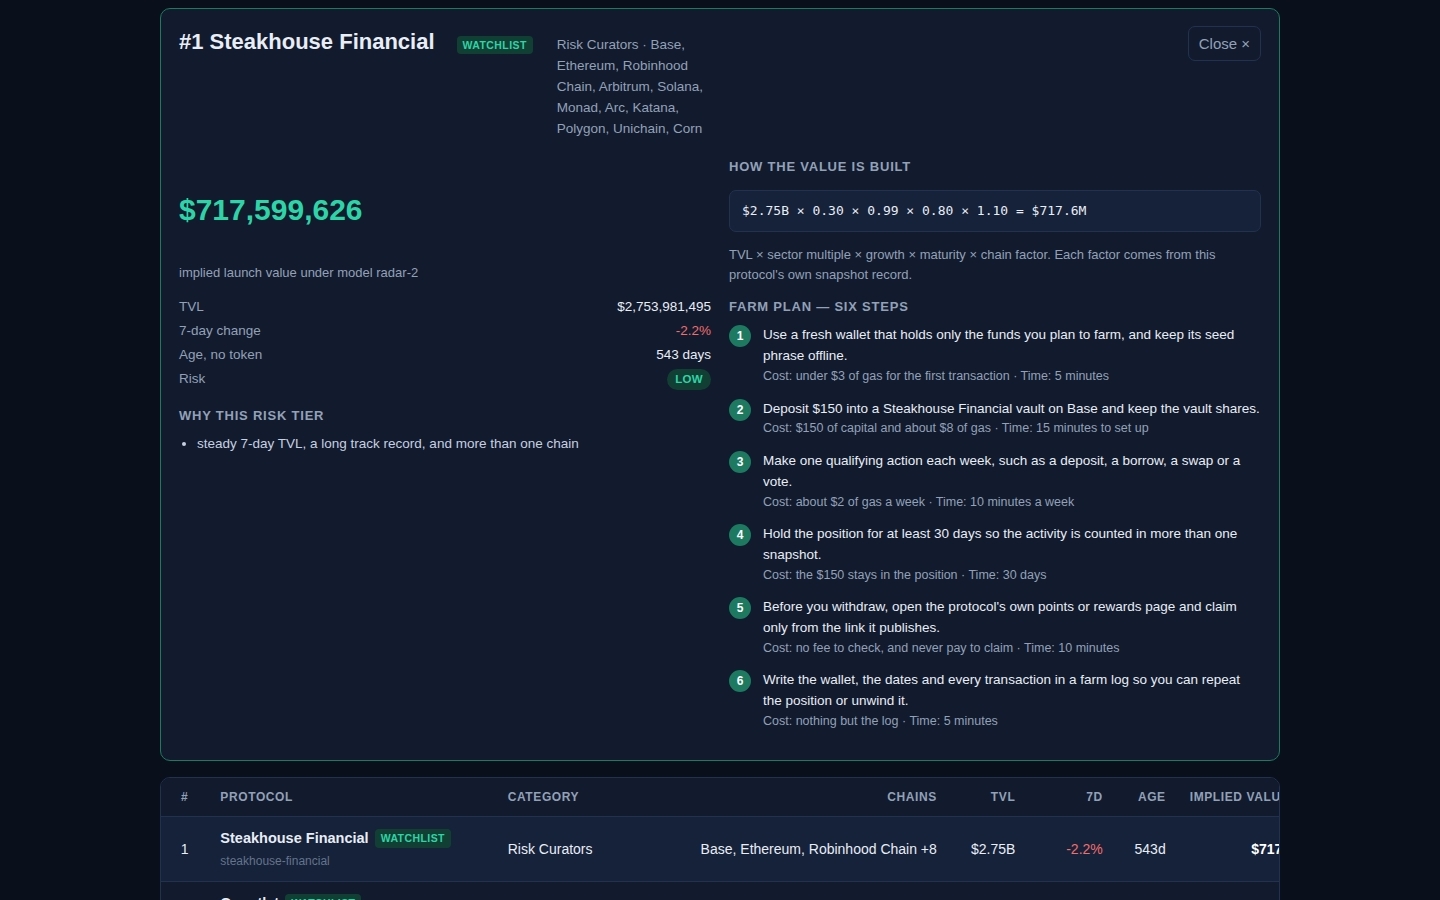 #1 Steakhouse Financial
WATCHLIST
Risk Curators · Base,
Ethereum, Robinhood
Chain, Arbitrum, Solana,
Monad, Arc, Katana,
Polygon, Unichain, Corn
Close ×
$717,599,626
implied launch value under model radar-2
TVL $2,753,981,495
7-day change -2.2%
Age, no token 543 days
Risk LOW
WHY THIS RISK TIER
• steady 7-day TVL, a long track record, and more than one chain
HOW THE VALUE IS BUILT
$2.75B × 0.30 × 0.99 × 0.80 × 1.10 = $717.6M
TVL × sector multiple × growth × maturity × chain factor. Each factor comes from this
protocol's own snapshot record.
FARM PLAN — SIX STEPS
1 Use a fresh wallet that holds only the funds you plan to farm, and keep its seed
phrase offline.
Cost: under $3 of gas for the first transaction · Time: 5 minutes
2 Deposit $150 into a Steakhouse Financial vault on Base and keep the vault shares.
Cost: $150 of capital and about $8 of gas · Time: 15 minutes to set up
3 Make one qualifying action each week, such as a deposit, a borrow, a swap or a
vote.
Cost: about $2 of gas a week · Time: 10 minutes a week
4 Hold the position for at least 30 days so the activity is counted in more than one
snapshot.
Cost: the $150 stays in the position · Time: 30 days
5 Before you withdraw, open the protocol's own points or rewards page and claim
only from the link it publishes.
Cost: no fee to check, and never pay to claim · Time: 10 minutes
6 Write the wallet, the dates and every transaction in a farm log so you can repeat
the position or unwind it.
Cost: nothing but the log · Time: 5 minutes
# PROTOCOL CATEGORY CHAINS TVL 7D AGE IMPLIED VALU
1 Steakhouse Financial WATCHLIST Risk Curators Base, Ethereum, Robinhood Chain +8 $2.75B -2.2% 543d $717
steakhouse-financial